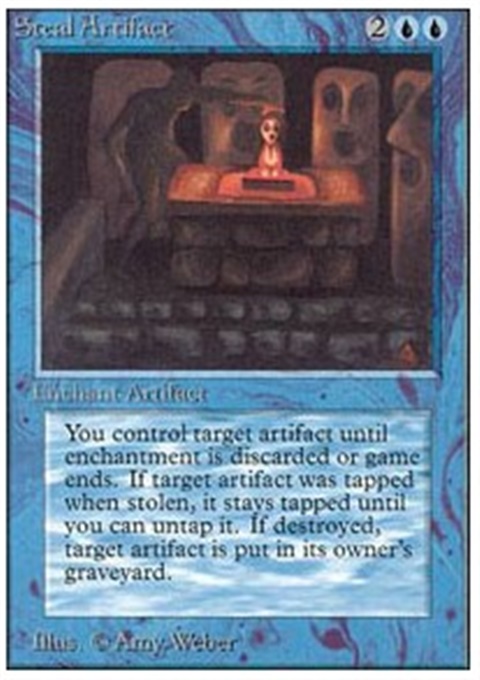 Steal Artifact 2
Enchant Artifact
You control target artifact until
enchantment is discarded or game
ends. If target artifact was tapped
when stolen, it stays tapped until
you can untap it. If destroyed,
target artifact is put in its owner's
graveyard.
Illus. © Amy Weber